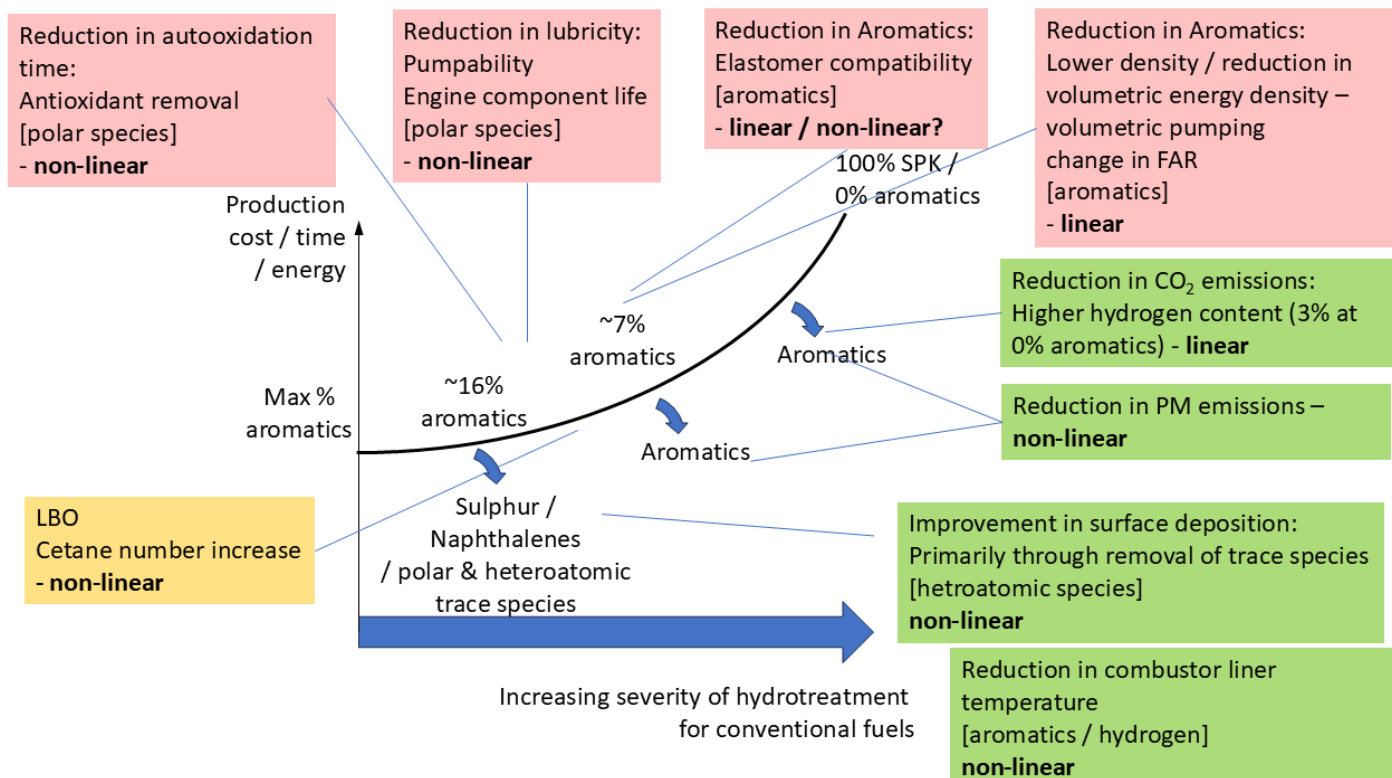 Reduction in autooxidation
time:
Antioxidant removal
[polar species]
- non-linear
Reduction in lubricity:
Pumpability
Engine component life
[polar species]
- non-linear
Reduction in Aromatics:
Elastomer compatibility
[aromatics]
- linear / non-linear?
Reduction in Aromatics:
Lower density / reduction in
volumetric energy density –
volumetric pumping
change in FAR
[aromatics]
- linear
100% SPK /
0% aromatics
Production
cost / time
/ energy
Reduction in CO2 emissions:
Higher hydrogen content (3% at
0% aromatics) - linear
~7%
aromatics
Aromatics
~16%
aromatics
Max %
aromatics
Reduction in PM emissions –
non-linear
Aromatics
LBO
Cetane number increase
- non-linear
Sulphur /
Naphthalenes
/ polar & heteroatomic
trace species
Improvement in surface deposition:
Primarily through removal of trace species
[hetroatomic species]
non-linear
Increasing severity of hydrotreatment
for conventional fuels
Reduction in combustor liner
temperature
[aromatics / hydrogen]
non-linear